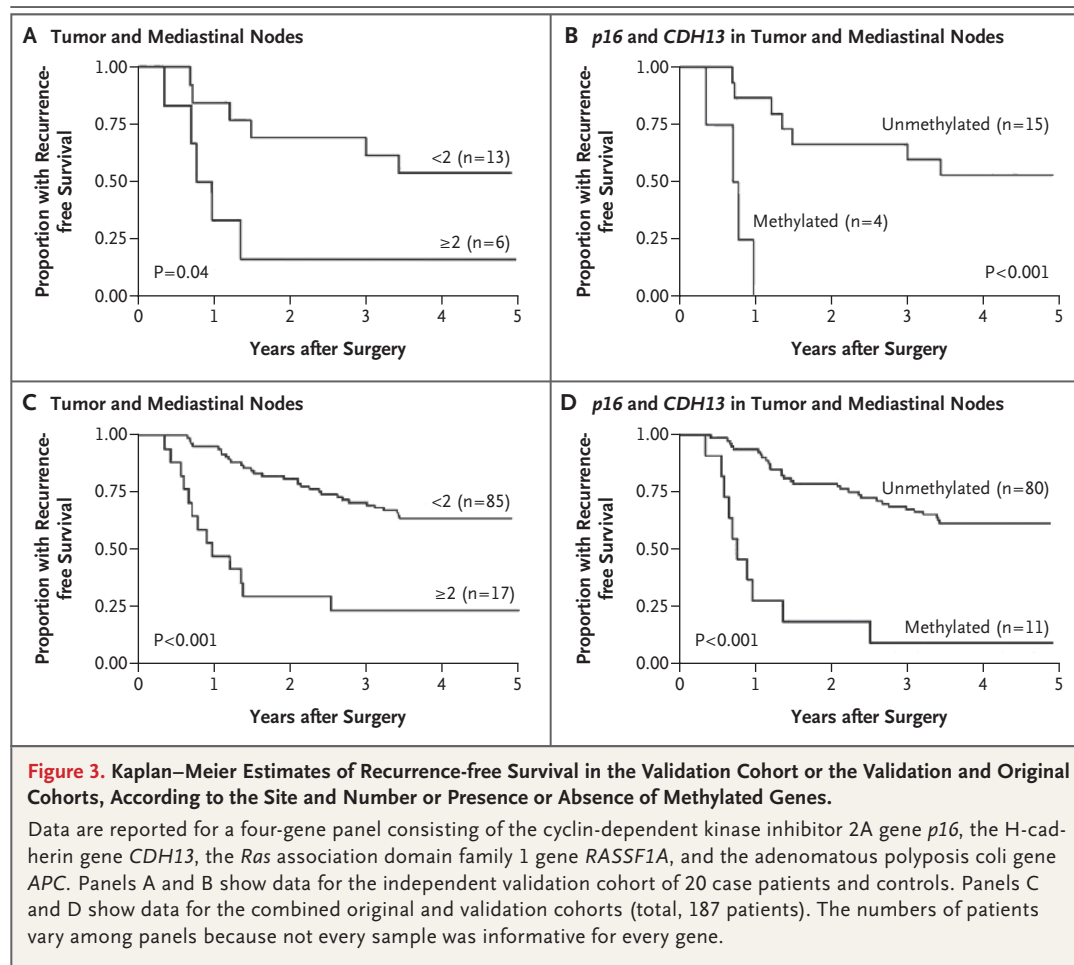 A Tumor and Mediastinal Nodes
Proportion with Recurrence-
free Survival
1.00
0.75
0.50
0.25
0.00
<2 (n=13)
≥2 (n=6)
P=0.04
0 1 2 3 4 5
Years after Surgery
B p16 and CDH13 in Tumor and Mediastinal Nodes
Proportion with Recurrence-
free Survival
1.00
0.75
0.50
0.25
0.00
Unmethylated (n=15)
Methylated (n=4)
P<0.001
0 1 2 3 4 5
Years after Surgery
C Tumor and Mediastinal Nodes
Proportion with Recurrence-
free Survival
1.00
0.75
0.50
0.25
0.00
<2 (n=85)
≥2 (n=17)
P<0.001
0 1 2 3 4 5
Years after Surgery
D p16 and CDH13 in Tumor and Mediastinal Nodes
Proportion with Recurrence-
free Survival
1.00
0.75
0.50
0.25
0.00
Unmethylated (n=80)
Methylated (n=11)
P<0.001
0 1 2 3 4 5
Years after Surgery
Figure 3. Kaplan–Meier Estimates of Recurrence-free Survival in the Validation Cohort or the Validation and Original
Cohorts, According to the Site and Number or Presence or Absence of Methylated Genes.
Data are reported for a four-gene panel consisting of the cyclin-dependent kinase inhibitor 2A gene p16, the H-cad-
herin gene CDH13, the Ras association domain family 1 gene RASSF1A, and the adenomatous polyposis coli gene
APC. Panels A and B show data for the independent validation cohort of 20 case patients and controls. Panels C
and D show data for the combined original and validation cohorts (total, 187 patients). The numbers of patients
vary among panels because not every sample was informative for every gene.